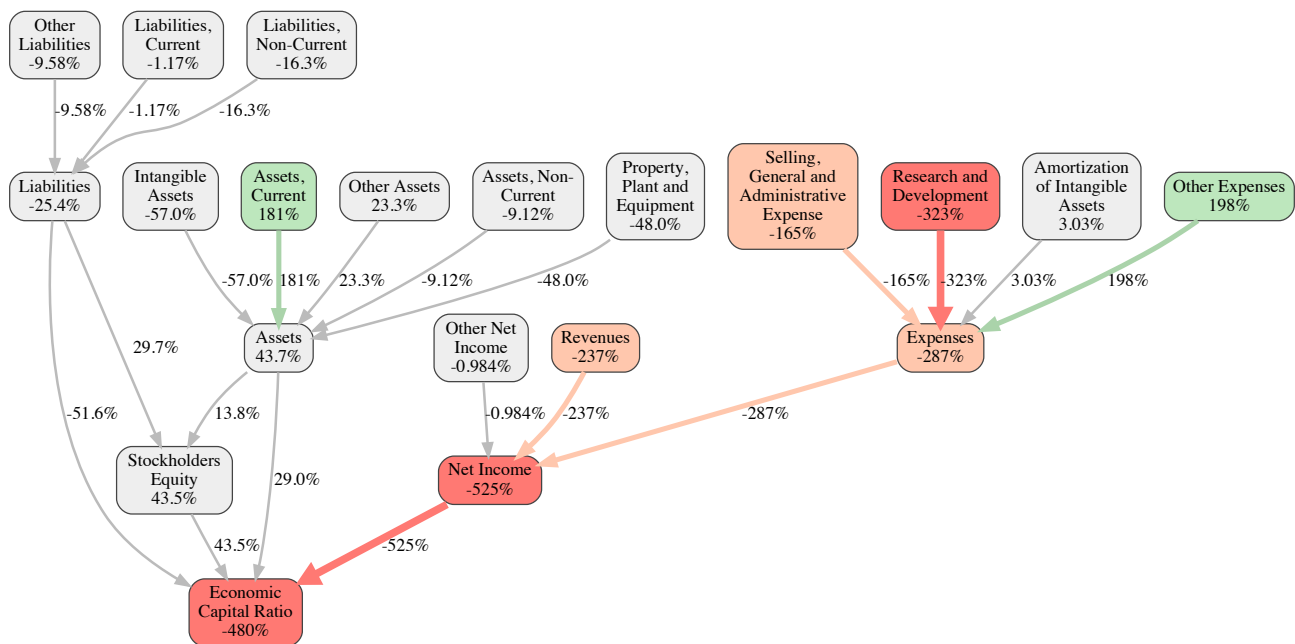 Other
Liabilities
-9.58%
Liabilities,
Current
-1.17%
Liabilities,
Non-Current
-16.3%
-9.58%
-1.17%
-16.3%
Liabilities
-25.4%
Intangible
Assets
-57.0%
Assets,
Current
181%
Other Assets
23.3%
Assets, Non-
Current
-9.12%
Property,
Plant and
Equipment
-48.0%
Selling,
General and
Administrative
Expense
-165%
Research and
Development
-323%
Amortization
of Intangible
Assets
3.03%
Other Expenses
198%
-57.0%
181%
23.3%
-9.12%
-48.0%
-165%
-323%
3.03%
198%
29.7%
Assets
43.7%
Other Net
Income
-0.984%
Revenues
-237%
Expenses
-287%
-51.6%
13.8%
-0.984%
-237%
-287%
Stockholders
Equity
43.5%
29.0%
Net Income
-525%
43.5%
-525%
Economic
Capital Ratio
-480%